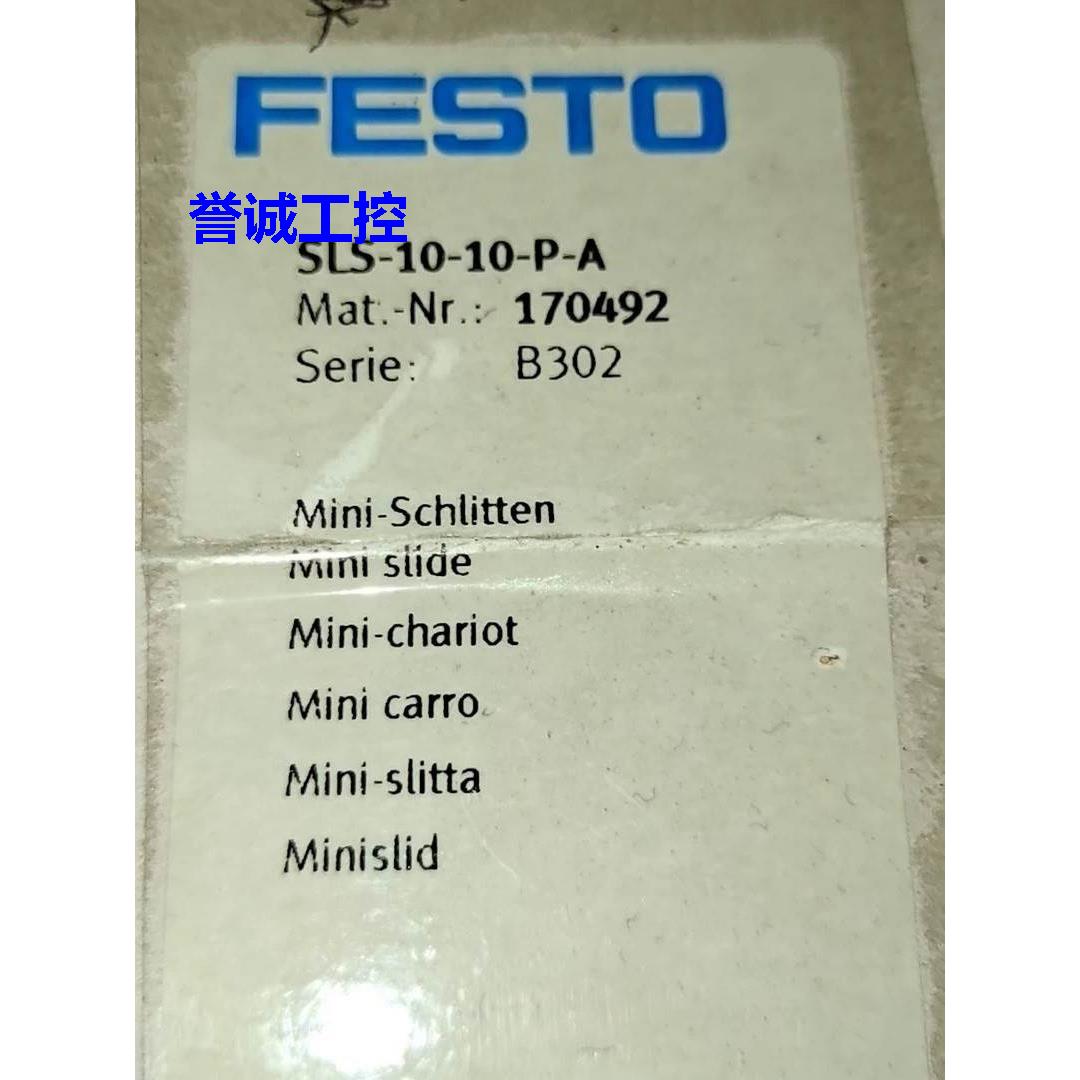 FESTO
誉诚工控
SLS-10-10-P-A
Mat.-Nr.: 170492
Serie: B302
Mini-Schlitten
Mini slide
Mini-chariot
Mini carro
Mini-slitta
Minislid